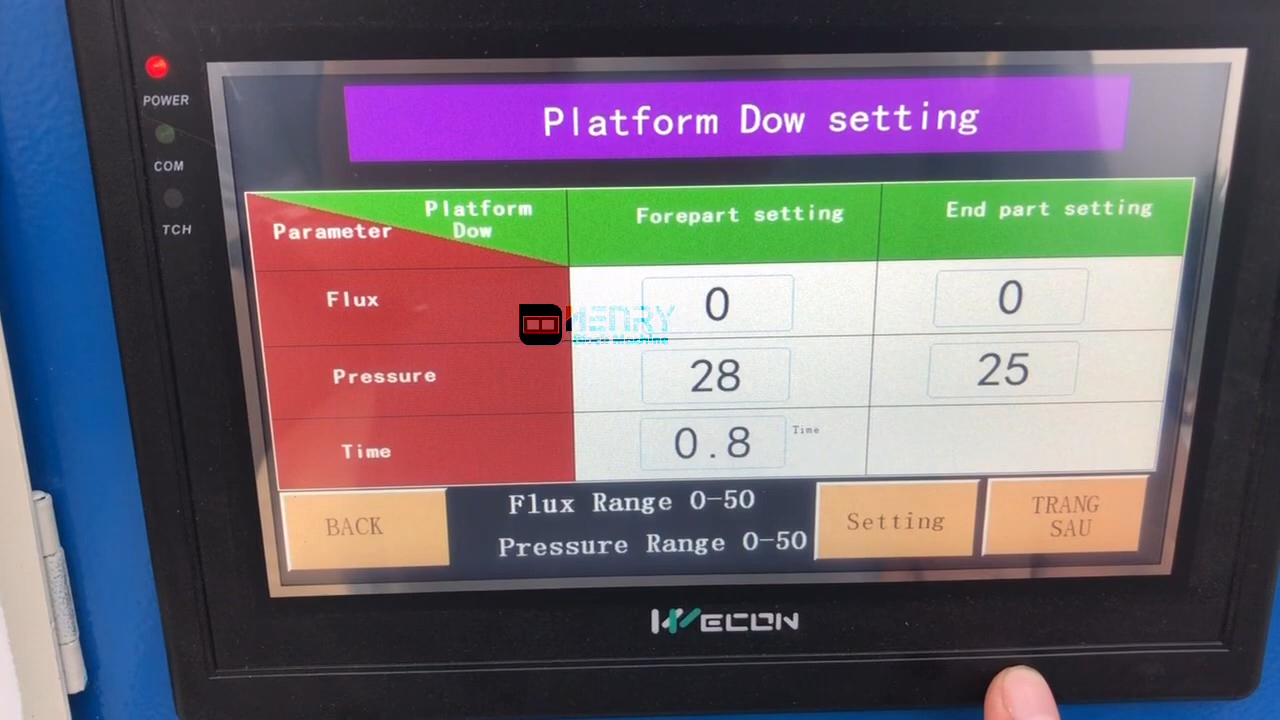 POWER
COM
TCH
Platform Dow setting
Platform
Dow
Parameter
Forepart setting
End part setting
Flux
0
0
HENRY
Block Machine
Pressure
28
25
Time
0.8
Time
BACK
Flux Range 0-50
Pressure Range 0-50
Setting
TRANG
SAU
WECON